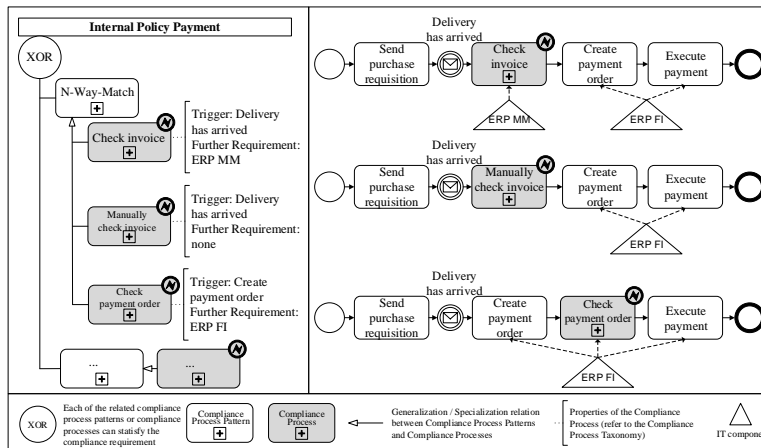 Internal Policy Payment
XOR
N-Way-Match
Check invoice
Trigger: Delivery
has arrived
Further Requirement:
ERP MM
Manually
check invoice
Trigger: Delivery
has arrived
Further Requirement:
none
Check
payment order
Trigger: Create
payment order
Further Requirement:
ERP FI
...
...
Send
purchase
requisition
Delivery
has arrived
Check
invoice
Create
payment
order
Execute
payment
ERP MM
ERP FI
Send
purchase
requisition
Delivery
has arrived
Manually
check invoice
Create
payment
order
Execute
payment
ERP FI
Send
purchase
requisition
Delivery
has arrived
Create
payment
order
Check
payment order
Execute
payment
ERP FI
XOR
Each of the related compliance
process patterns or compliance
processes can satisfy the
compliance requirement
Compliance
Process Pattern
Compliance
Process
Generalization / Specialization relation
between Compliance Process Patterns
and Compliance Processes
Properties of the Compliance
Process (refer to the Compliance
Process Taxonomy)
IT compone